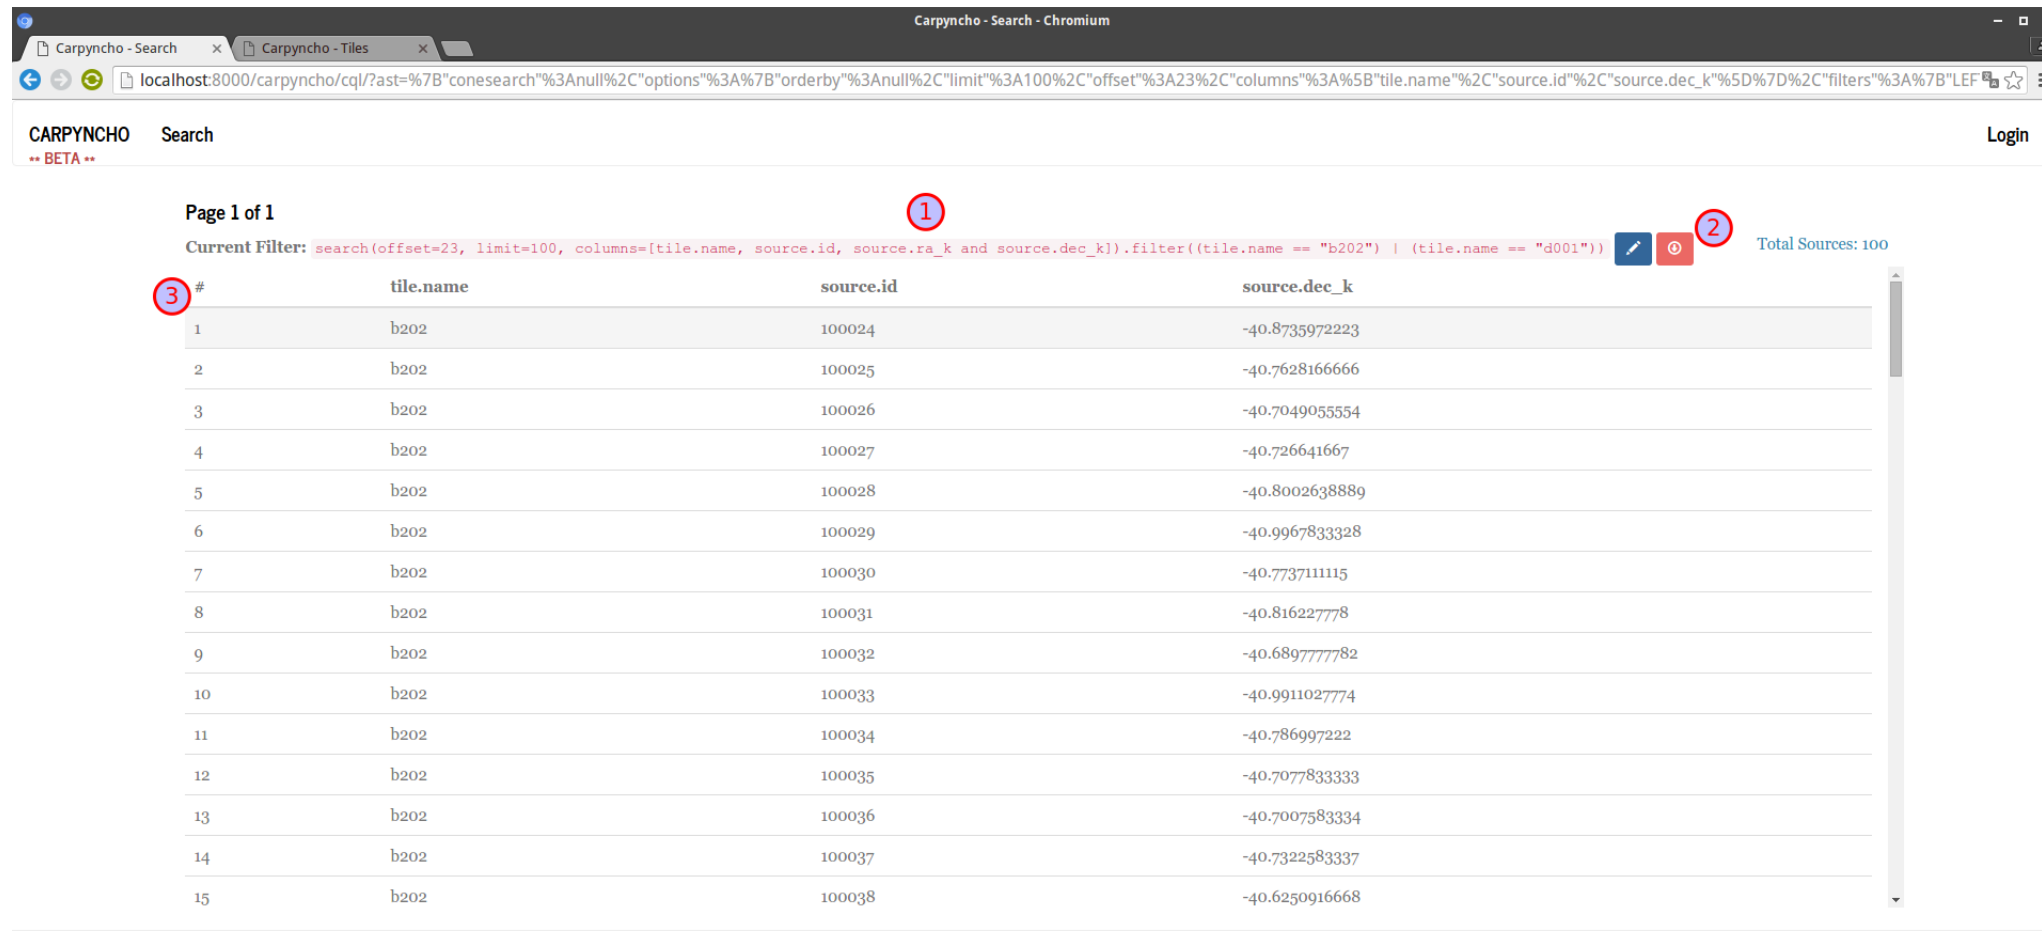 Carpyncho - Search - Chromium
Carpyncho - Search × Carpyncho - Tiles ×
localhost:8000/carpyncho/cql/?ast=%7B"conesearch"%3Anull%2C"options"%3A%7B"orderby"%3Anull%2C"limit"%3A100%2C"offset"%3A23%2C"columns"%3A%5B"tile.name"%2C"source.id"%2C"source.dec_k"%5D%7D%2C"filters"%3A%7B"LEF
CARPYNCHO Search Login
** BETA **
Page 1 of 1 1
Current Filter: search(offset=23, limit=100, columns=[tile.name, source.id, source.ra_k and source.dec_k]).filter((tile.name == "b202") | (tile.name == "d001")) 2 Total Sources: 100
3 # tile.name source.id source.dec_k
1 b202 100024 -40.8735972223
2 b202 100025 -40.7628166666
3 b202 100026 -40.7049055554
4 b202 100027 -40.726641667
5 b202 100028 -40.8002638889
6 b202 100029 -40.9967833328
7 b202 100030 -40.7737111115
8 b202 100031 -40.816227778
9 b202 100032 -40.6897777782
10 b202 100033 -40.9911027774
11 b202 100034 -40.786997222
12 b202 100035 -40.7077833333
13 b202 100036 -40.7007583334
14 b202 100037 -40.7322583337
15 b202 100038 -40.6250916668